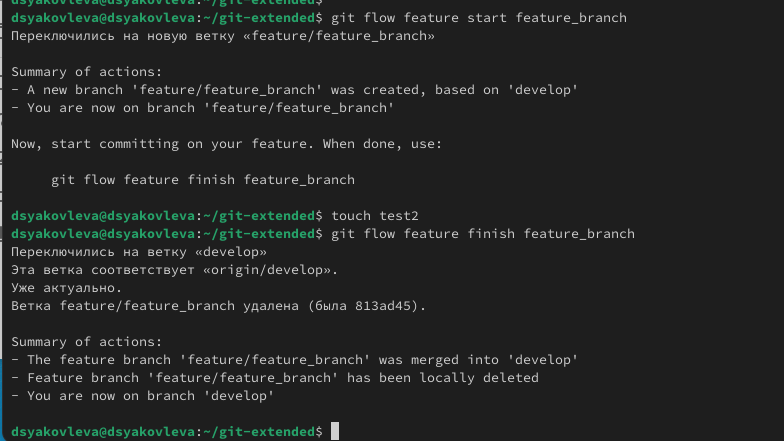 dsyakovleva@dsyakovleva:~/git-extended$
dsyakovleva@dsyakovleva:~/git-extended$ git flow feature start feature_branch
Переключились на новую ветку «feature/feature_branch»
Summary of actions:
- A new branch 'feature/feature_branch' was created, based on 'develop'
- You are now on branch 'feature/feature_branch'
Now, start committing on your feature. When done, use:
git flow feature finish feature_branch
dsyakovleva@dsyakovleva:~/git-extended$ touch test2
dsyakovleva@dsyakovleva:~/git-extended$ git flow feature finish feature_branch
Переключились на ветку «develop»
Эта ветка соответствует «origin/develop».
Уже актуально.
Ветка feature/feature_branch удалена (была 813ad45).
Summary of actions:
- The feature branch 'feature/feature_branch' was merged into 'develop'
- Feature branch 'feature/feature_branch' has been locally deleted
- You are now on branch 'develop'
dsyakovleva@dsyakovleva:~/git-extended$